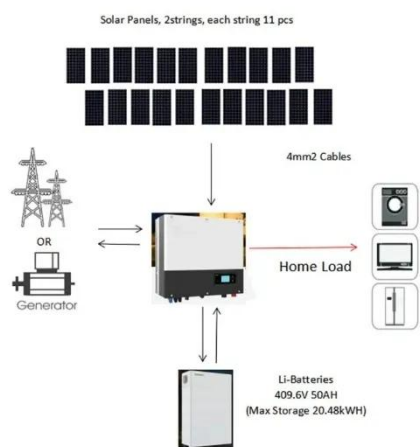 Solar Panels, 2strings, each string 11 pcs
4mm2 Cables
OR
Generator
Home Load
Li-Batteries
409.6V 50AH
(Max Storage 20.48kWH)